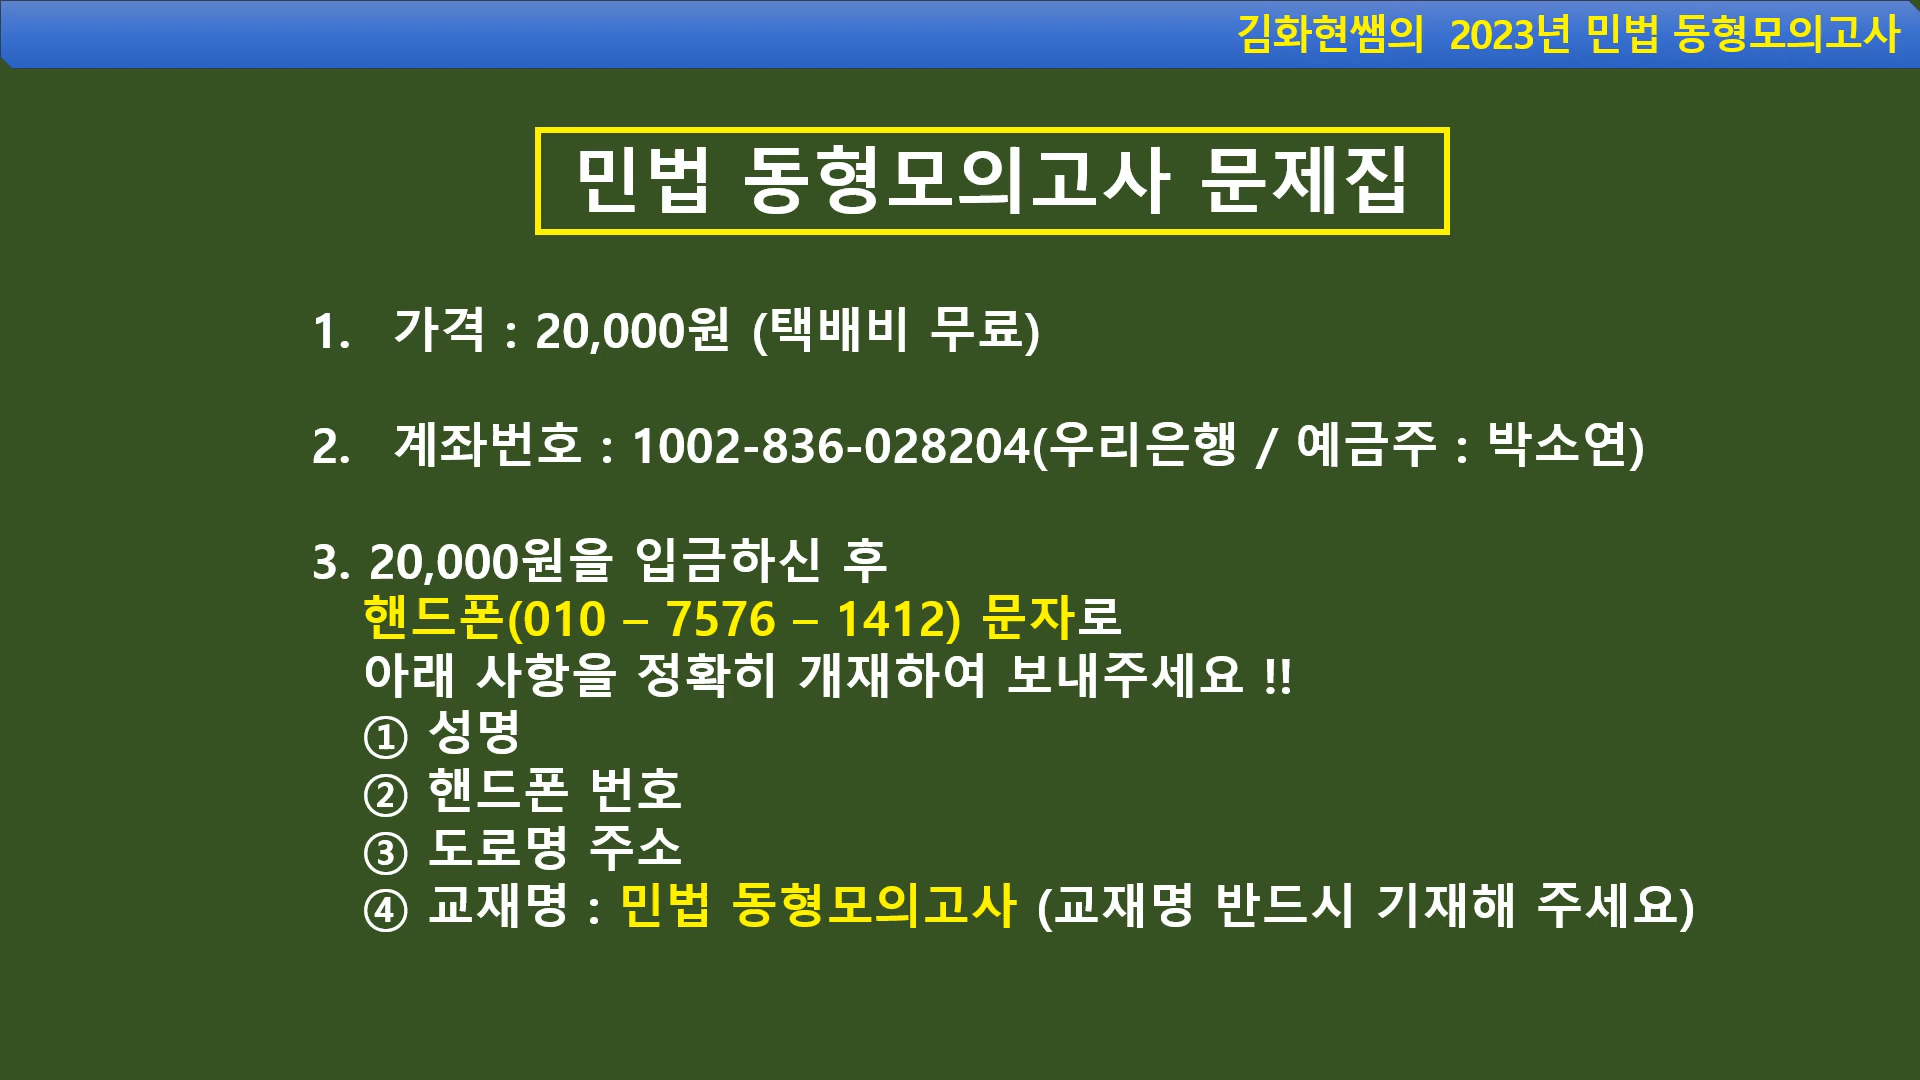 김화현쌤의 2023년 민법 동형모의고사
민법 동형모의고사 문제집
1. 가격 : 20,000원 (택배비 무료)
2. 계좌번호 : 1002-836-028204(우리은행 / 예금주 : 박소연)
3. 20,000원을 입금하신 후
핸드폰(010 – 7576 – 1412) 문자로
아래 사항을 정확히 개재하여 보내주세요 !!
① 성명
② 핸드폰 번호
③ 도로명 주소
④ 교재명 : 민법 동형모의고사 (교재명 반드시 기재해 주세요)